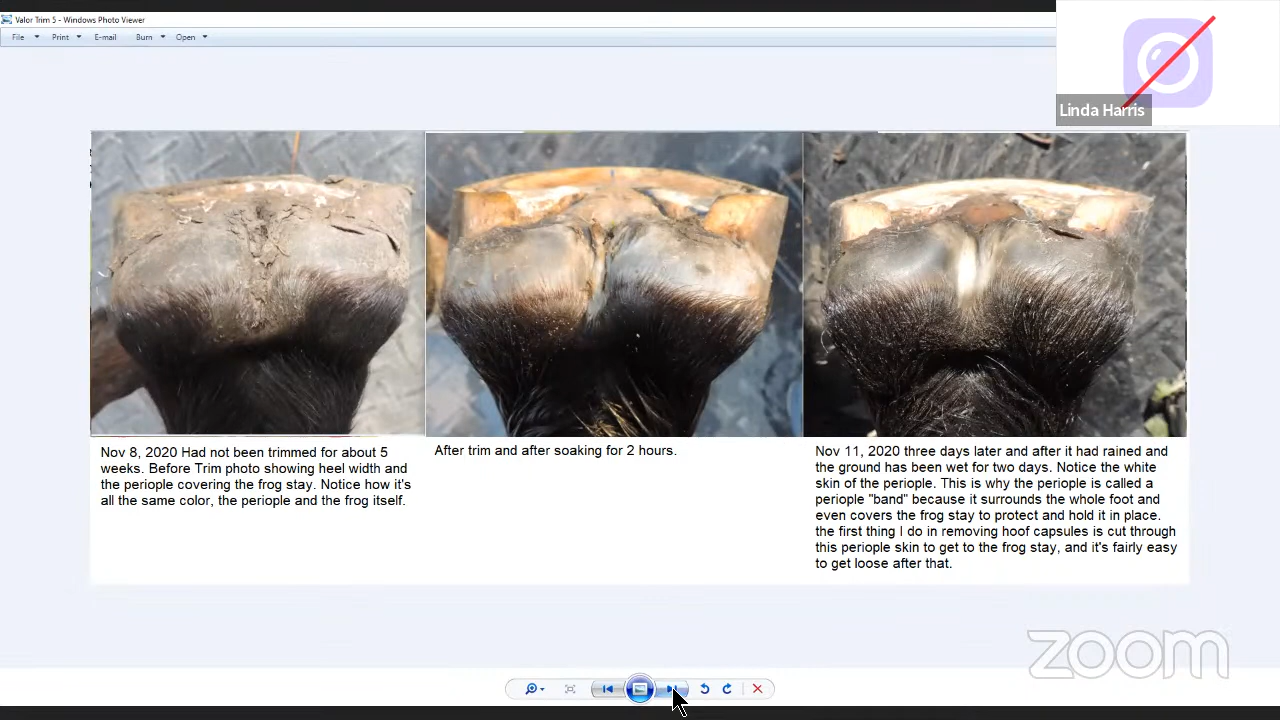 Valor Trim 5 - Windows Photo Viewer
File Print E-mail Burn Open
Linda Harris
Nov 8, 2020 Had not been trimmed for about 5
weeks. Before Trim photo showing heel width and
the periople covering the frog stay. Notice how it's
all the same color, the periople and the frog itself.
After trim and after soaking for 2 hours.
Nov 11, 2020 three days later and after it had rained and
the ground has been wet for two days. Notice the white
skin of the periople. This is why the periople is called a
periople "band" because it surrounds the whole foot and
even covers the frog stay to protect and hold it in place.
the first thing I do in removing hoof capsules is cut through
this periople skin to get to the frog stay, and it's fairly easy
to get loose after that.
zoom